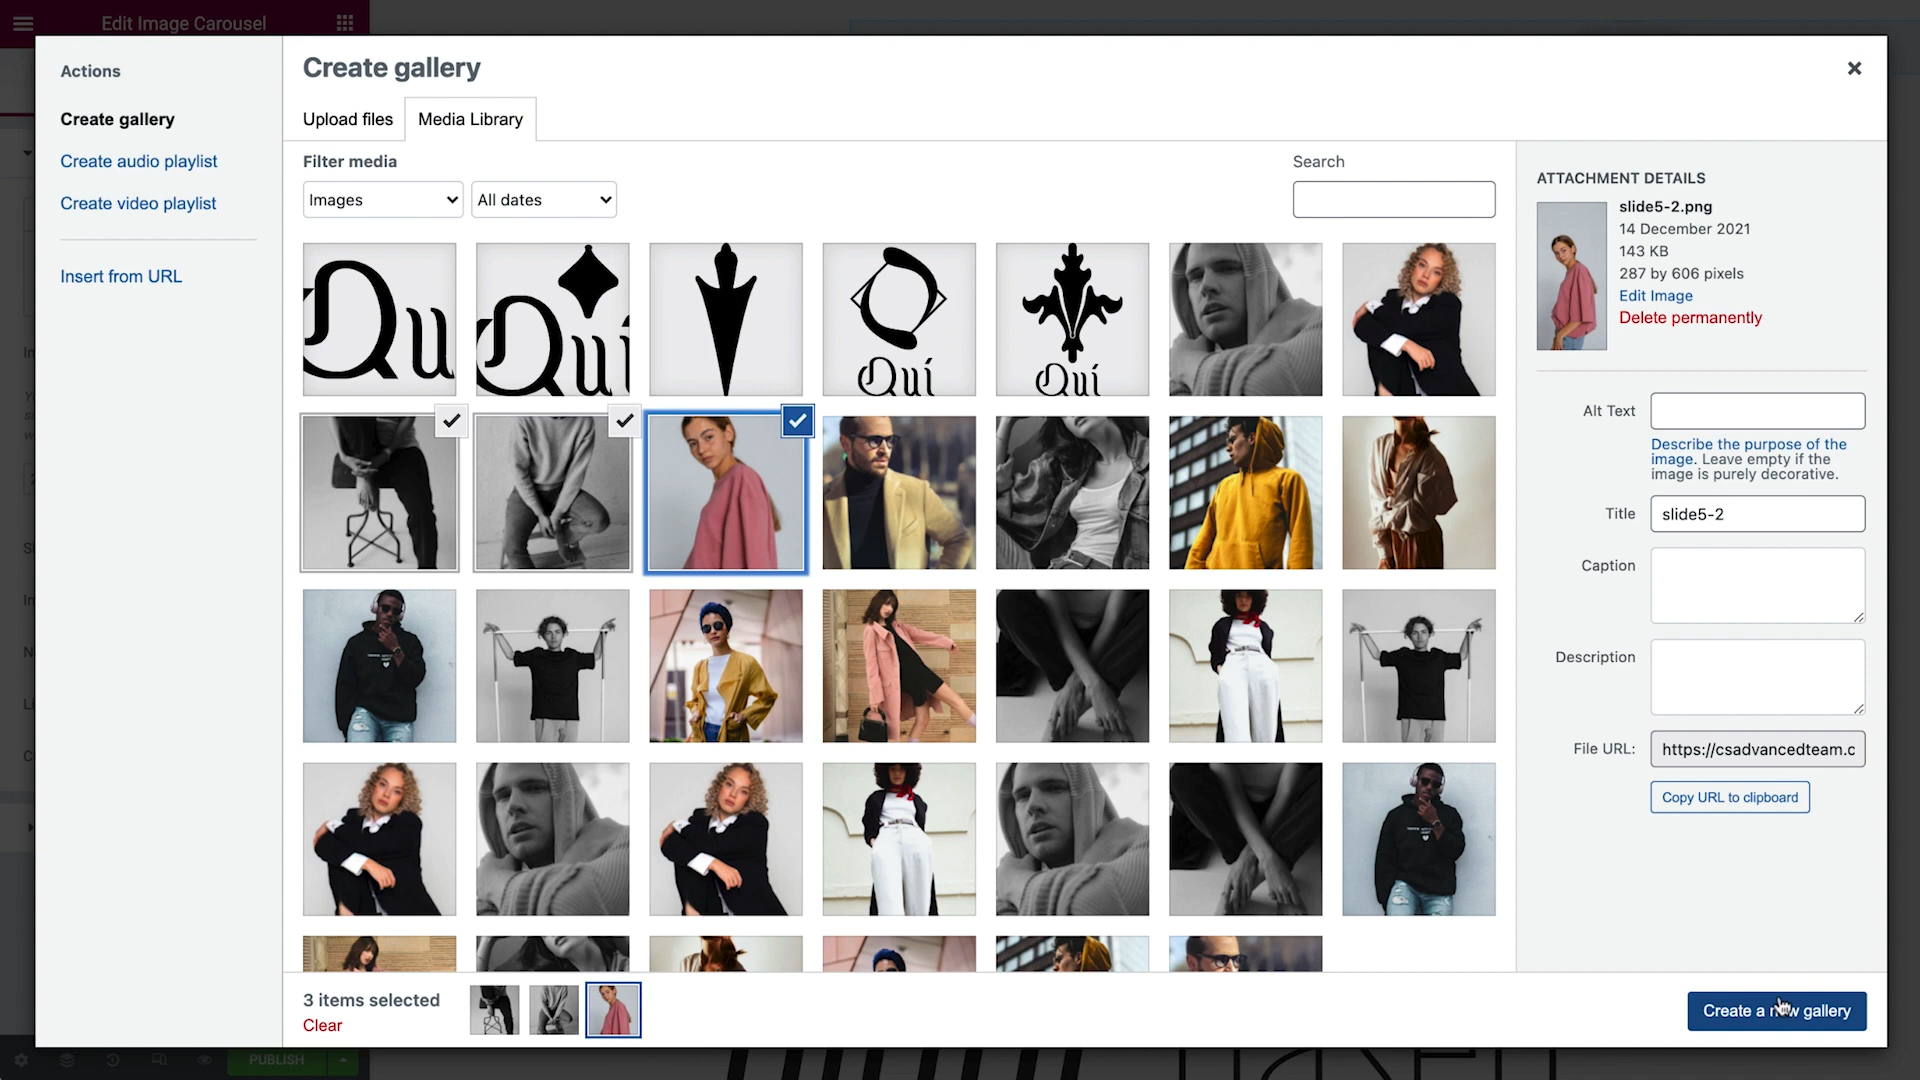 Edit Image Carousel
Actions
Create gallery
Create audio playlist
Create video playlist
Insert from URL
Create gallery
Upload files
Media Library
Filter media
Images
All dates
Search
Qu
Qui
Quí
Quí
ATTACHMENT DETAILS
slide5-2.png
14 December 2021
143 KB
287 by 606 pixels
Edit Image
Delete permanently
Alt Text
Describe the purpose of the
image. Leave empty if the
image is purely decorative.
Title
slide5-2
Caption
Description
File URL:
https://csadvancedteam.c
Copy URL to clipboard
3 items selected
Clear
Create a new gallery
PUBLISH